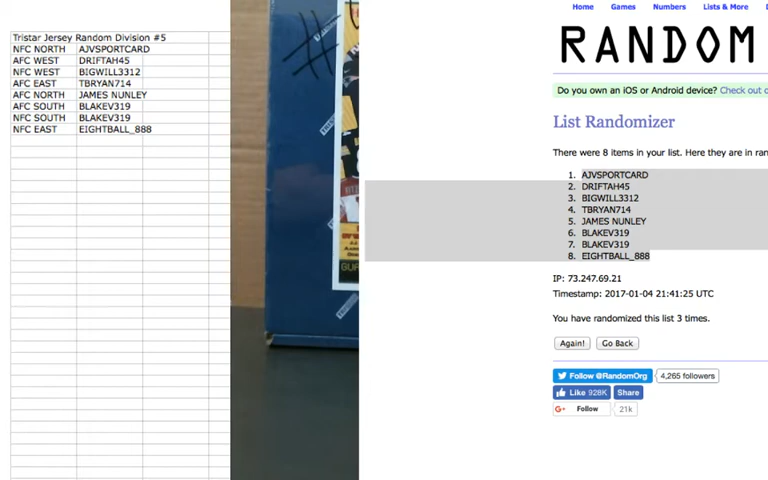 Tristar Jersey Random Division #5
NFC NORTH AJVSPORTCARD
AFC WEST DRIFTAH45
NFC WEST BIGWILL3312
AFC EAST TBRYAN714
AFC NORTH JAMES NUNLEY
AFC SOUTH BLAKEV319
NFC SOUTH BLAKEV319
NFC EAST EIGHTBALL_888
#
Home Games Numbers Lists & More
RANDOM
Do you own an iOS or Android device? Check out o
List Randomizer
There were 8 items in your list. Here they are in ran
1. AJVSPORTCARD
2. DRIFTAH45
3. BIGWILL3312
4. TBRYAN714
5. JAMES NUNLEY
6. BLAKEV319
7. BLAKEV319
8. EIGHTBALL_888
IP: 73.247.69.21
Timestamp: 2017-01-04 21:41:25 UTC
You have randomized this list 3 times.
Again! Go Back
Follow @RandomOrg 4,265 followers
Like 928K Share
G+ Follow 21k